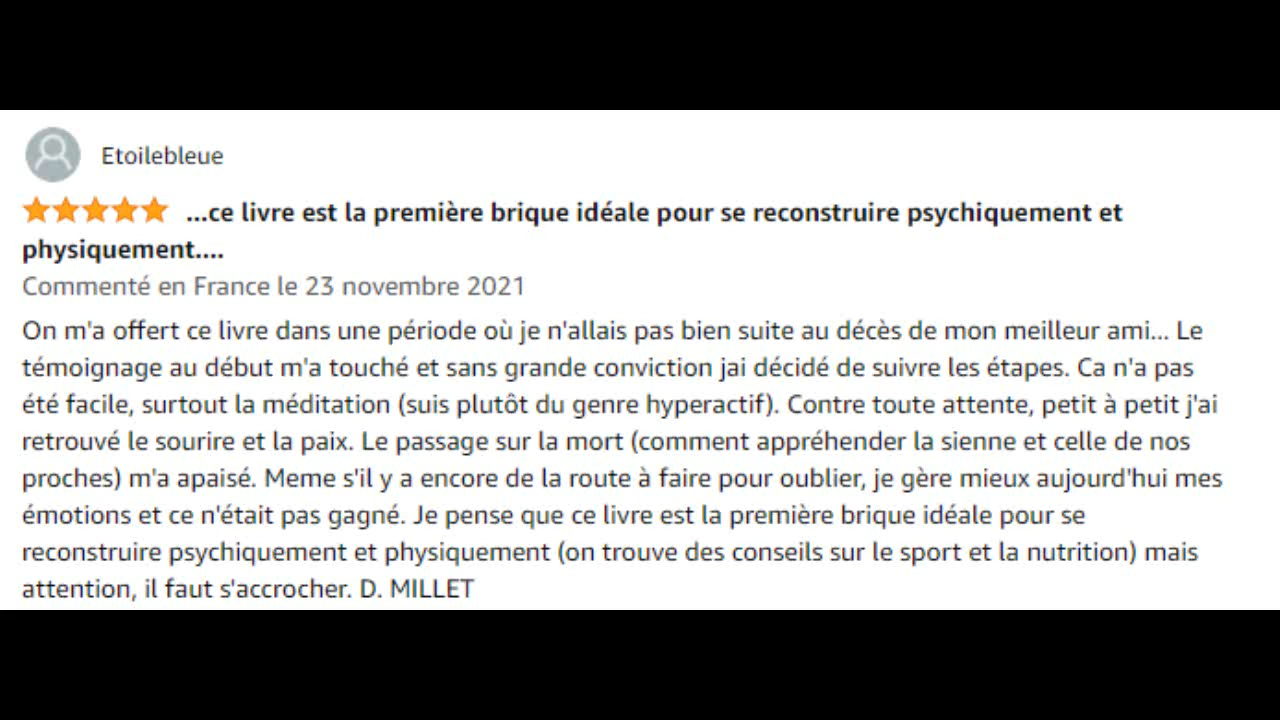 Etoilebleue
...ce livre est la première brique idéale pour se reconstruire psychiquement et
physiquement....
Commenté en France le 23 novembre 2021
On m'a offert ce livre dans une période où je n'allais pas bien suite au décès de mon meilleur ami... Le
témoignage au début m'a touché et sans grande conviction jai décidé de suivre les étapes. Ca n'a pas
été facile, surtout la méditation (suis plutôt du genre hyperactif). Contre toute attente, petit à petit j'ai
retrouvé le sourire et la paix. Le passage sur la mort (comment appréhender la sienne et celle de nos
proches) m'a apaisé. Meme s'il y a encore de la route à faire pour oublier, je gère mieux aujourd'hui mes
émotions et ce n'était pas gagné. Je pense que ce livre est la première brique idéale pour se
reconstruire psychiquement et physiquement (on trouve des conseils sur le sport et la nutrition) mais
attention, il faut s'accrocher. D. MILLET